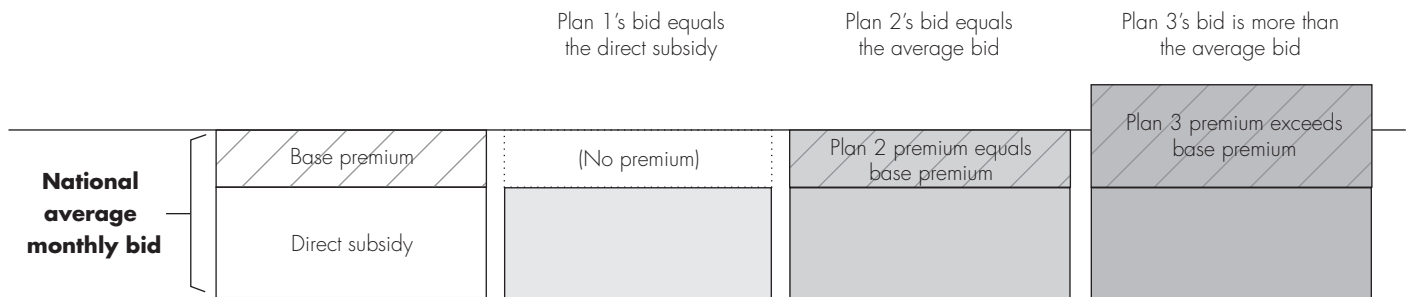 Plan 1's bid equals
the direct subsidy
Plan 2's bid equals
the average bid
Plan 3's bid is more than
the average bid
National
average
monthly bid
Base premium
Direct subsidy
(No premium)
Plan 2 premium equals
base premium
Plan 3 premium exceeds
base premium